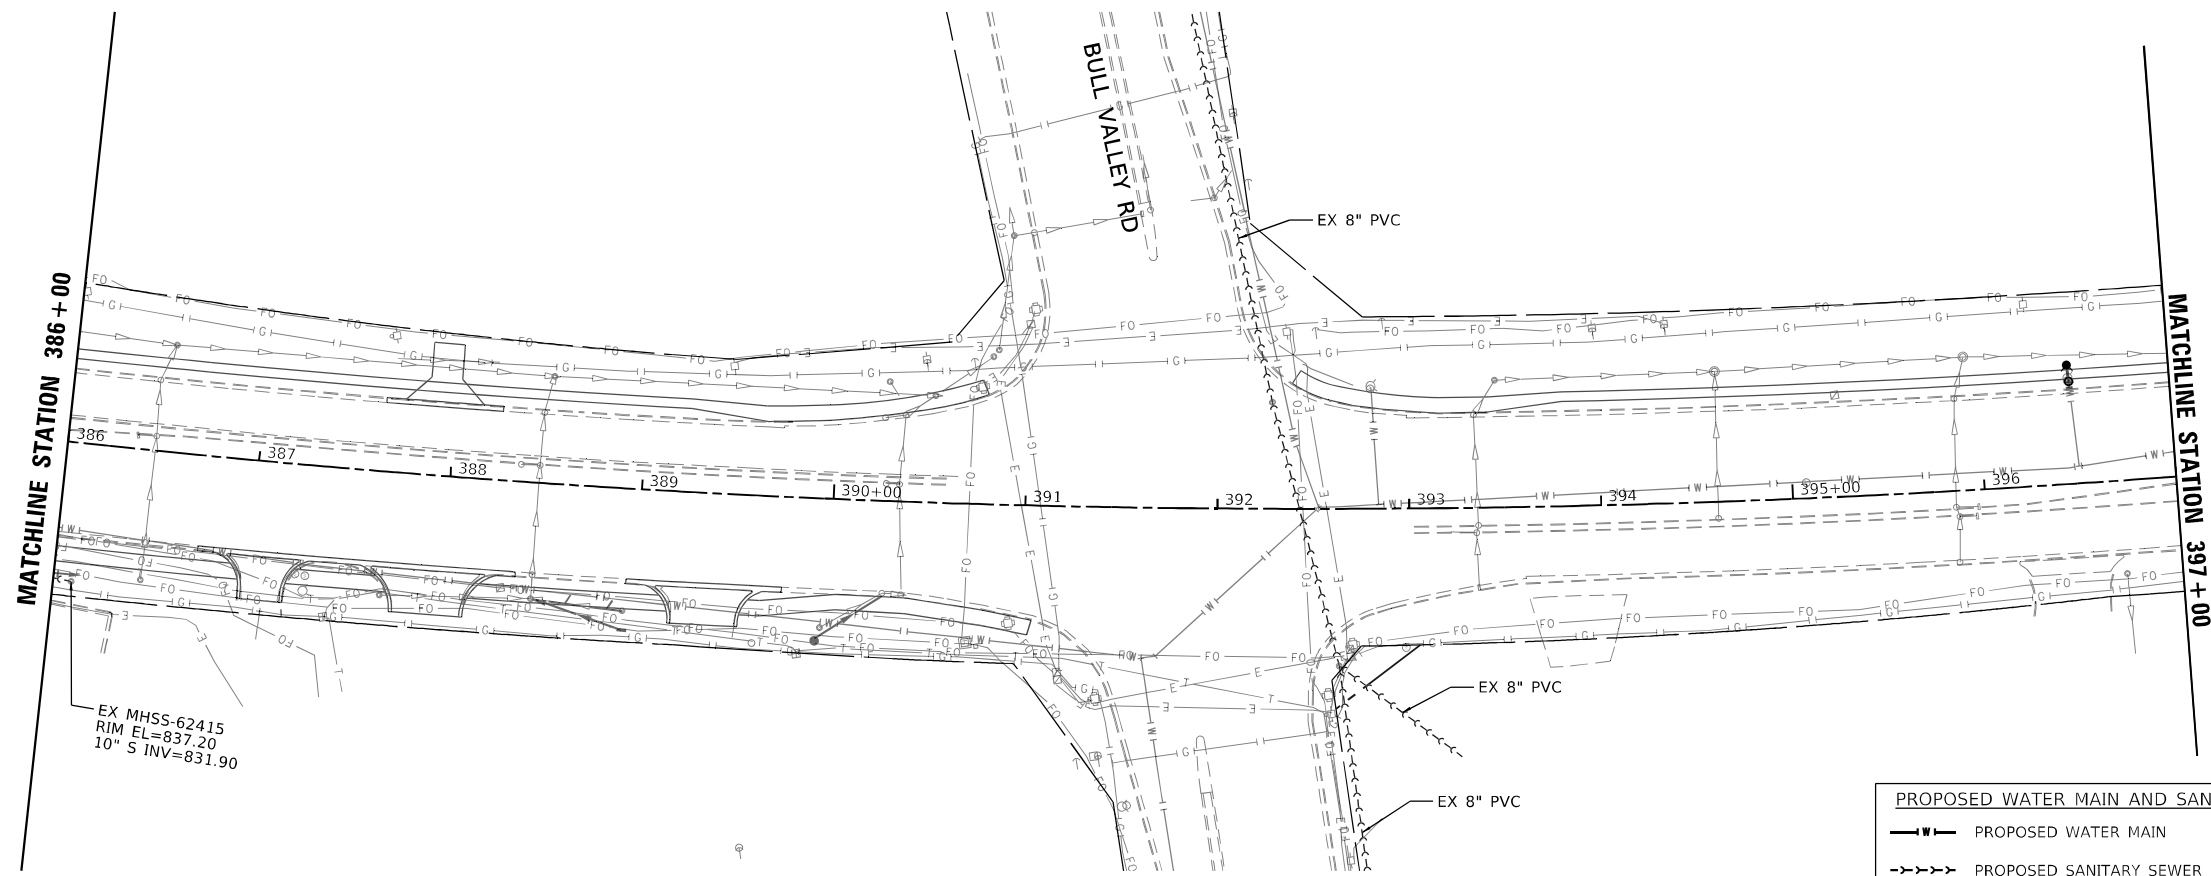 BULL VALLEY RD
EX 8" PVC
MATCHLINE STATION 386+00
MATCHLINE STATION 397+00
386
387
388
389
390+00
391
392
393
394
395+00
396
EX 8" PVC
EX 8" PVC
EX MHSS-62415
RIM EL=837.20
10" S INV=831.90
PROPOSED WATER MAIN AND SAN
W PROPOSED WATER MAIN
PROPOSED SANITARY SEWER